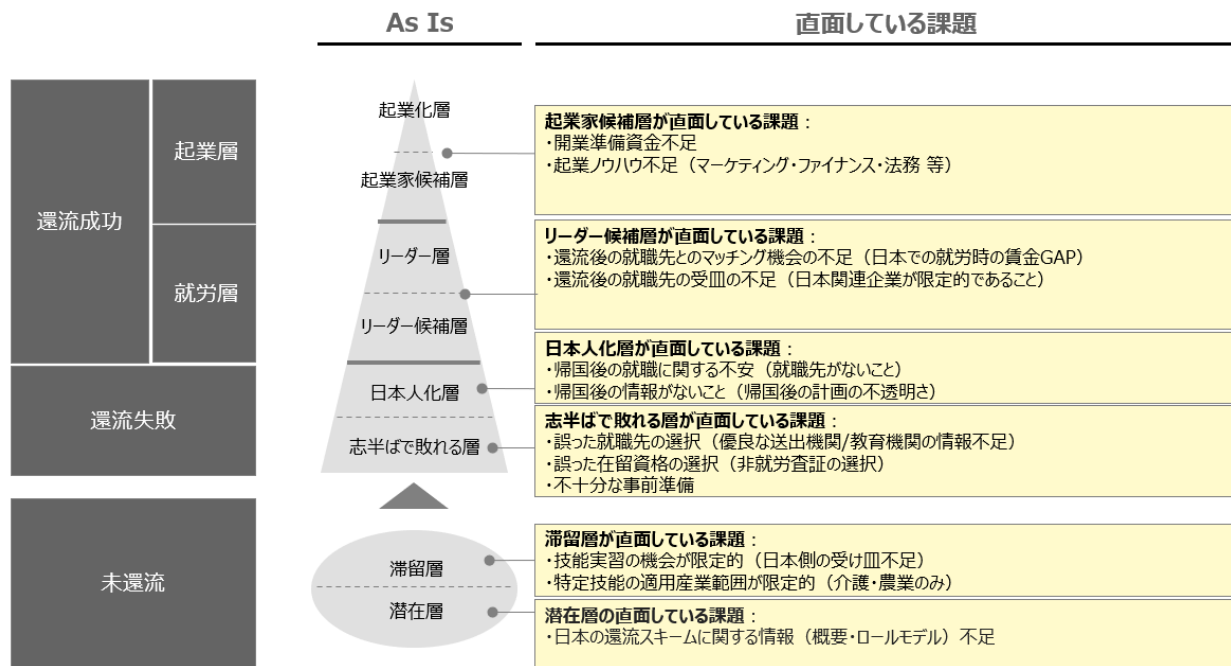 As Is
直面している課題
還流成功
起業層
就労層
還流失敗
未還流
起業化層
起業家候補層
リーダー層
リーダー候補層
日本人化層
志半ばで敗れる層
滞留層
潜在層
起業家候補層が直面している課題：
・開業準備資金不足
・起業ノウハウ不足（マーケティング・ファイナンス・法務 等）
リーダー候補層が直面している課題：
・還流後の就職先とのマッチング機会の不足（日本での就労時の賃金GAP）
・還流後の就職先の受皿の不足（日本関連企業が限定的であること）
日本人化層が直面している課題：
・帰国後の就職に関する不安（就職先がないこと）
・帰国後の情報がないこと（帰国後の計画の不透明さ）
志半ばで敗れる層が直面している課題：
・誤った就職先の選択（優良な送出機関/教育機関の情報不足）
・誤った在留資格の選択（非就労査証の選択）
・不十分な事前準備
滞留層が直面している課題：
・技能実習の機会が限定的（日本側の受け皿不足）
・特定技能の適用産業範囲が限定的（介護・農業のみ）
潜在層の直面している課題：
・日本の還流スキームに関する情報（概要・ロールモデル）不足